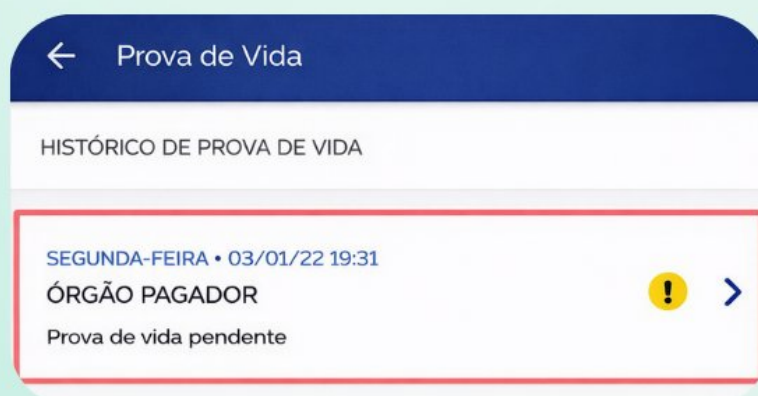 Prova de Vida
HISTÓRICO DE PROVA DE VIDA
SEGUNDA-FEIRA • 03/01/22 19:31
ÓRGÃO PAGADOR
Prova de vida pendente